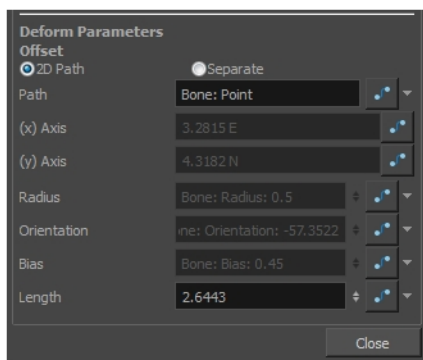 Deform Parameters
Offset
2D Path Separate
Path Bone: Point
(x) Axis 3.2815 E
(y) Axis 4.3182 N
Radius Bone: Radius: 0.5
Orientation ne: Orientation: -57.3522
Bias Bone: Bias: 0.45
Length 2.6443
Close